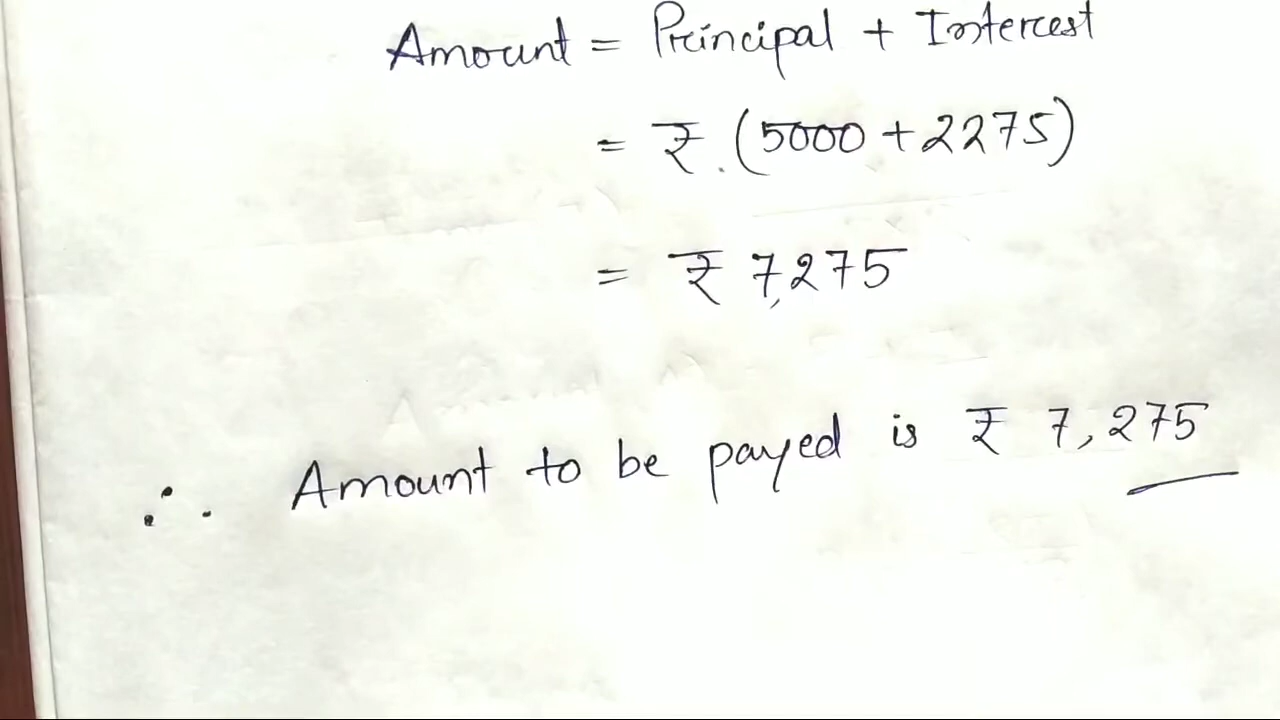 Amount = Principal + Interest
= ₹ (5000 + 2275)
= ₹ 7,275
∴ Amount to be payed is ₹ 7,275